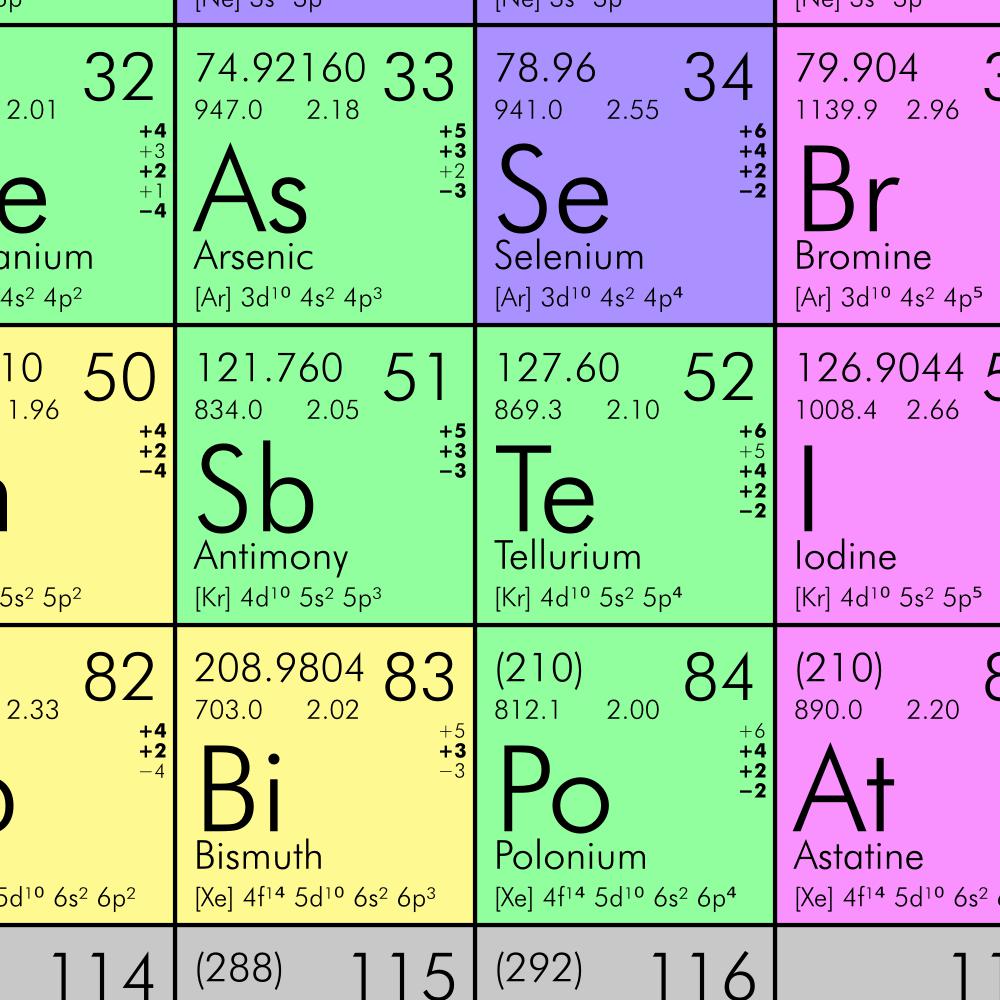 [Ne] 3s² 3p
[Ne] 3s² 3p
[Ne] 3s² 3p
32
2.01
+4
+3
+2
+1
−4
e
anium
4s² 4p²
74.92160 33
947.0 2.18
+5
+3
+2
−3
As
Arsenic
[Ar] 3d¹⁰ 4s² 4p³
78.96 34
941.0 2.55
+6
+4
+2
−2
Se
Selenium
[Ar] 3d¹⁰ 4s² 4p⁴
79.904 3
1139.9 2.96
Br
Bromine
[Ar] 3d¹⁰ 4s² 4p⁵
10 50
1.96
+4
+2
−4
5s² 5p²
121.760 51
834.0 2.05
+5
+3
−3
Sb
Antimony
[Kr] 4d¹⁰ 5s² 5p³
127.60 52
869.3 2.10
+6
+5
+4
+2
−2
Te
Tellurium
[Kr] 4d¹⁰ 5s² 5p⁴
126.9044 5
1008.4 2.66
I
Iodine
[Kr] 4d¹⁰ 5s² 5p⁵
82
2.33
+4
+2
−4
5d¹⁰ 6s² 6p²
208.9804 83
703.0 2.02
+5
+3
−3
Bi
Bismuth
[Xe] 4f¹⁴ 5d¹⁰ 6s² 6p³
(210) 84
812.1 2.00
+6
+4
+2
−2
Po
Polonium
[Xe] 4f¹⁴ 5d¹⁰ 6s² 6p⁴
(210) 8
890.0 2.20
At
Astatine
[Xe] 4f¹⁴ 5d¹⁰ 6s² 6
114
(288) 115
(292) 116
11